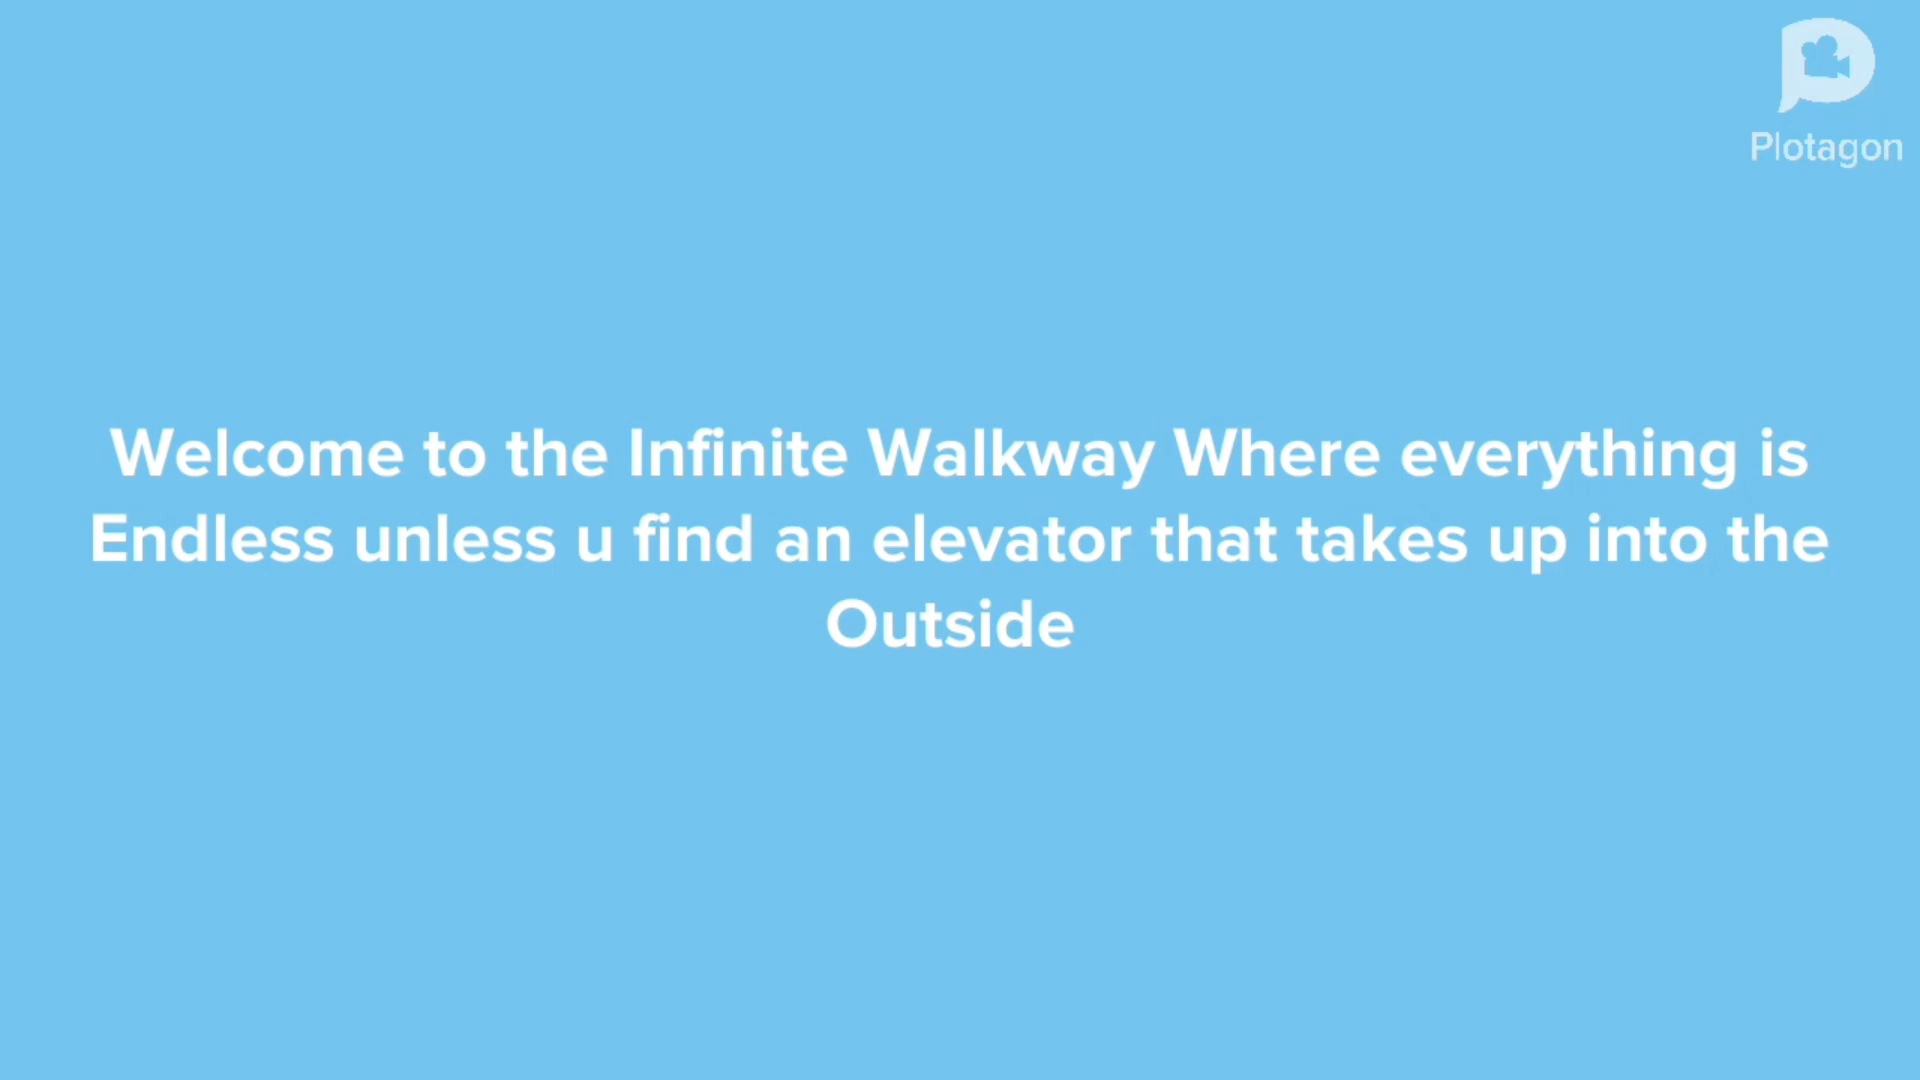 Plotagon
Welcome to the Infinite Walkway Where everything is
Endless unless u find an elevator that takes up into the
Outside